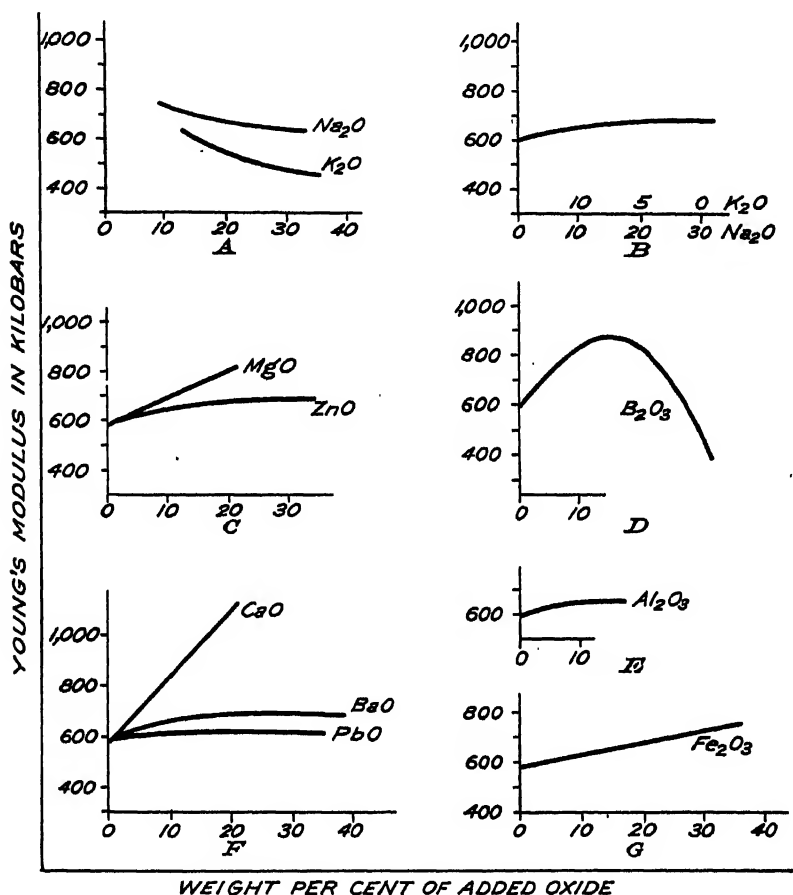 YOUNG'S MODULUS IN KILOBARS
1,000
800
600
400
0 10 20 30 40
Na₂O
K₂O
A
1,000
800
600
400
10 5 0 K₂O
0 10 20 30 Na₂O
B
1,000
800
600
400
0 10 20 30
MgO
ZnO
C
1,000
800
600
400
0 10
B₂O₃
D
1,000
800
600
400
0 10 20 30 40
CaO
BaO
PbO
F
600
0 10
Al₂O₃
E
800
600
400
0 10 20 30 40
Fe₂O₃
G
WEIGHT PER CENT OF ADDED OXIDE